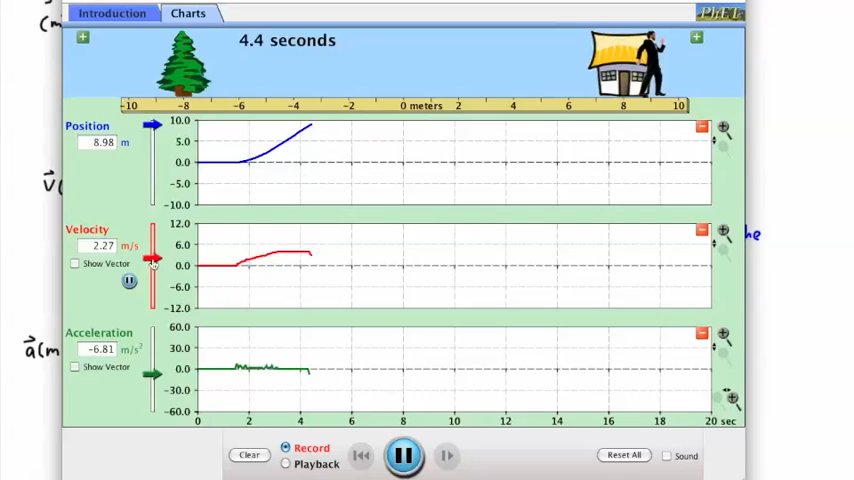 (m
Introduction
Charts
PhET
4.4 seconds
−10 −8 −6 −4 −2 0 meters 2 4 6 8 10
Position
8.98 m
10.0
5.0
0.0
−5.0
−10.0
v(
Velocity
2.27 m/s
Show Vector
12.0
6.0
0.0
−6.0
−12.0
he
a(m
Acceleration
−6.81 m/s²
Show Vector
60.0
30.0
0.0
−30.0
−60.0
0 2 4 6 8 10 12 14 16 18 20 sec
Clear
Record
Playback
Reset All
Sound